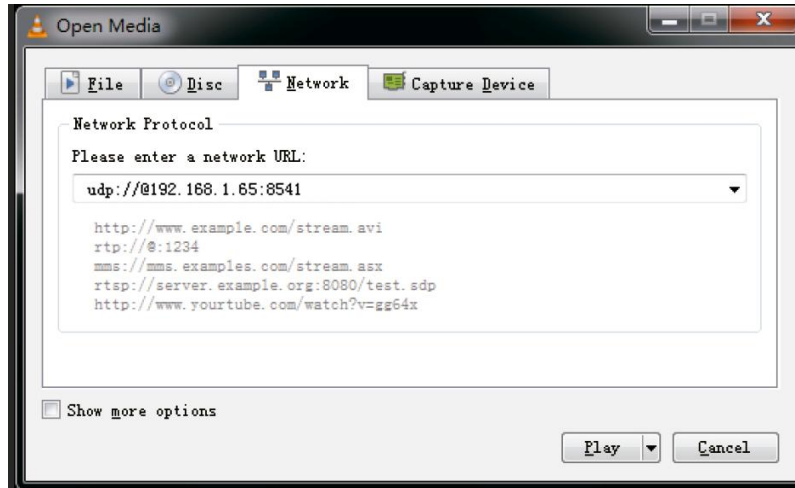 Open Media
File Disc Network Capture Device
Network Protocol
Please enter a network URL:
udp://@192.168.1.65:8541
http://www.example.com/stream.avi
rtp://@:1234
mms://mms.examples.com/stream.asx
rtsp://server.example.org:8080/test.sdp
http://www.yourtube.com/watch?v=gg64x
Show more options
Play Cancel